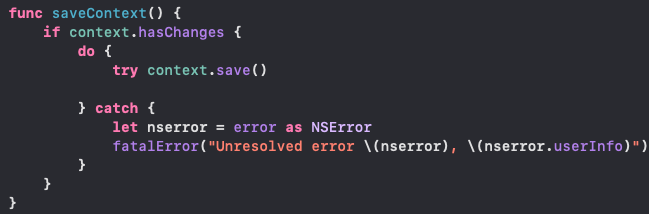 func saveContext() {
    if context.hasChanges {
        do {
            try context.save()

        } catch {
            let nserror = error as NSError
            fatalError("Unresolved error \(nserror), \(nserror.userInfo)")
        }
    }
}